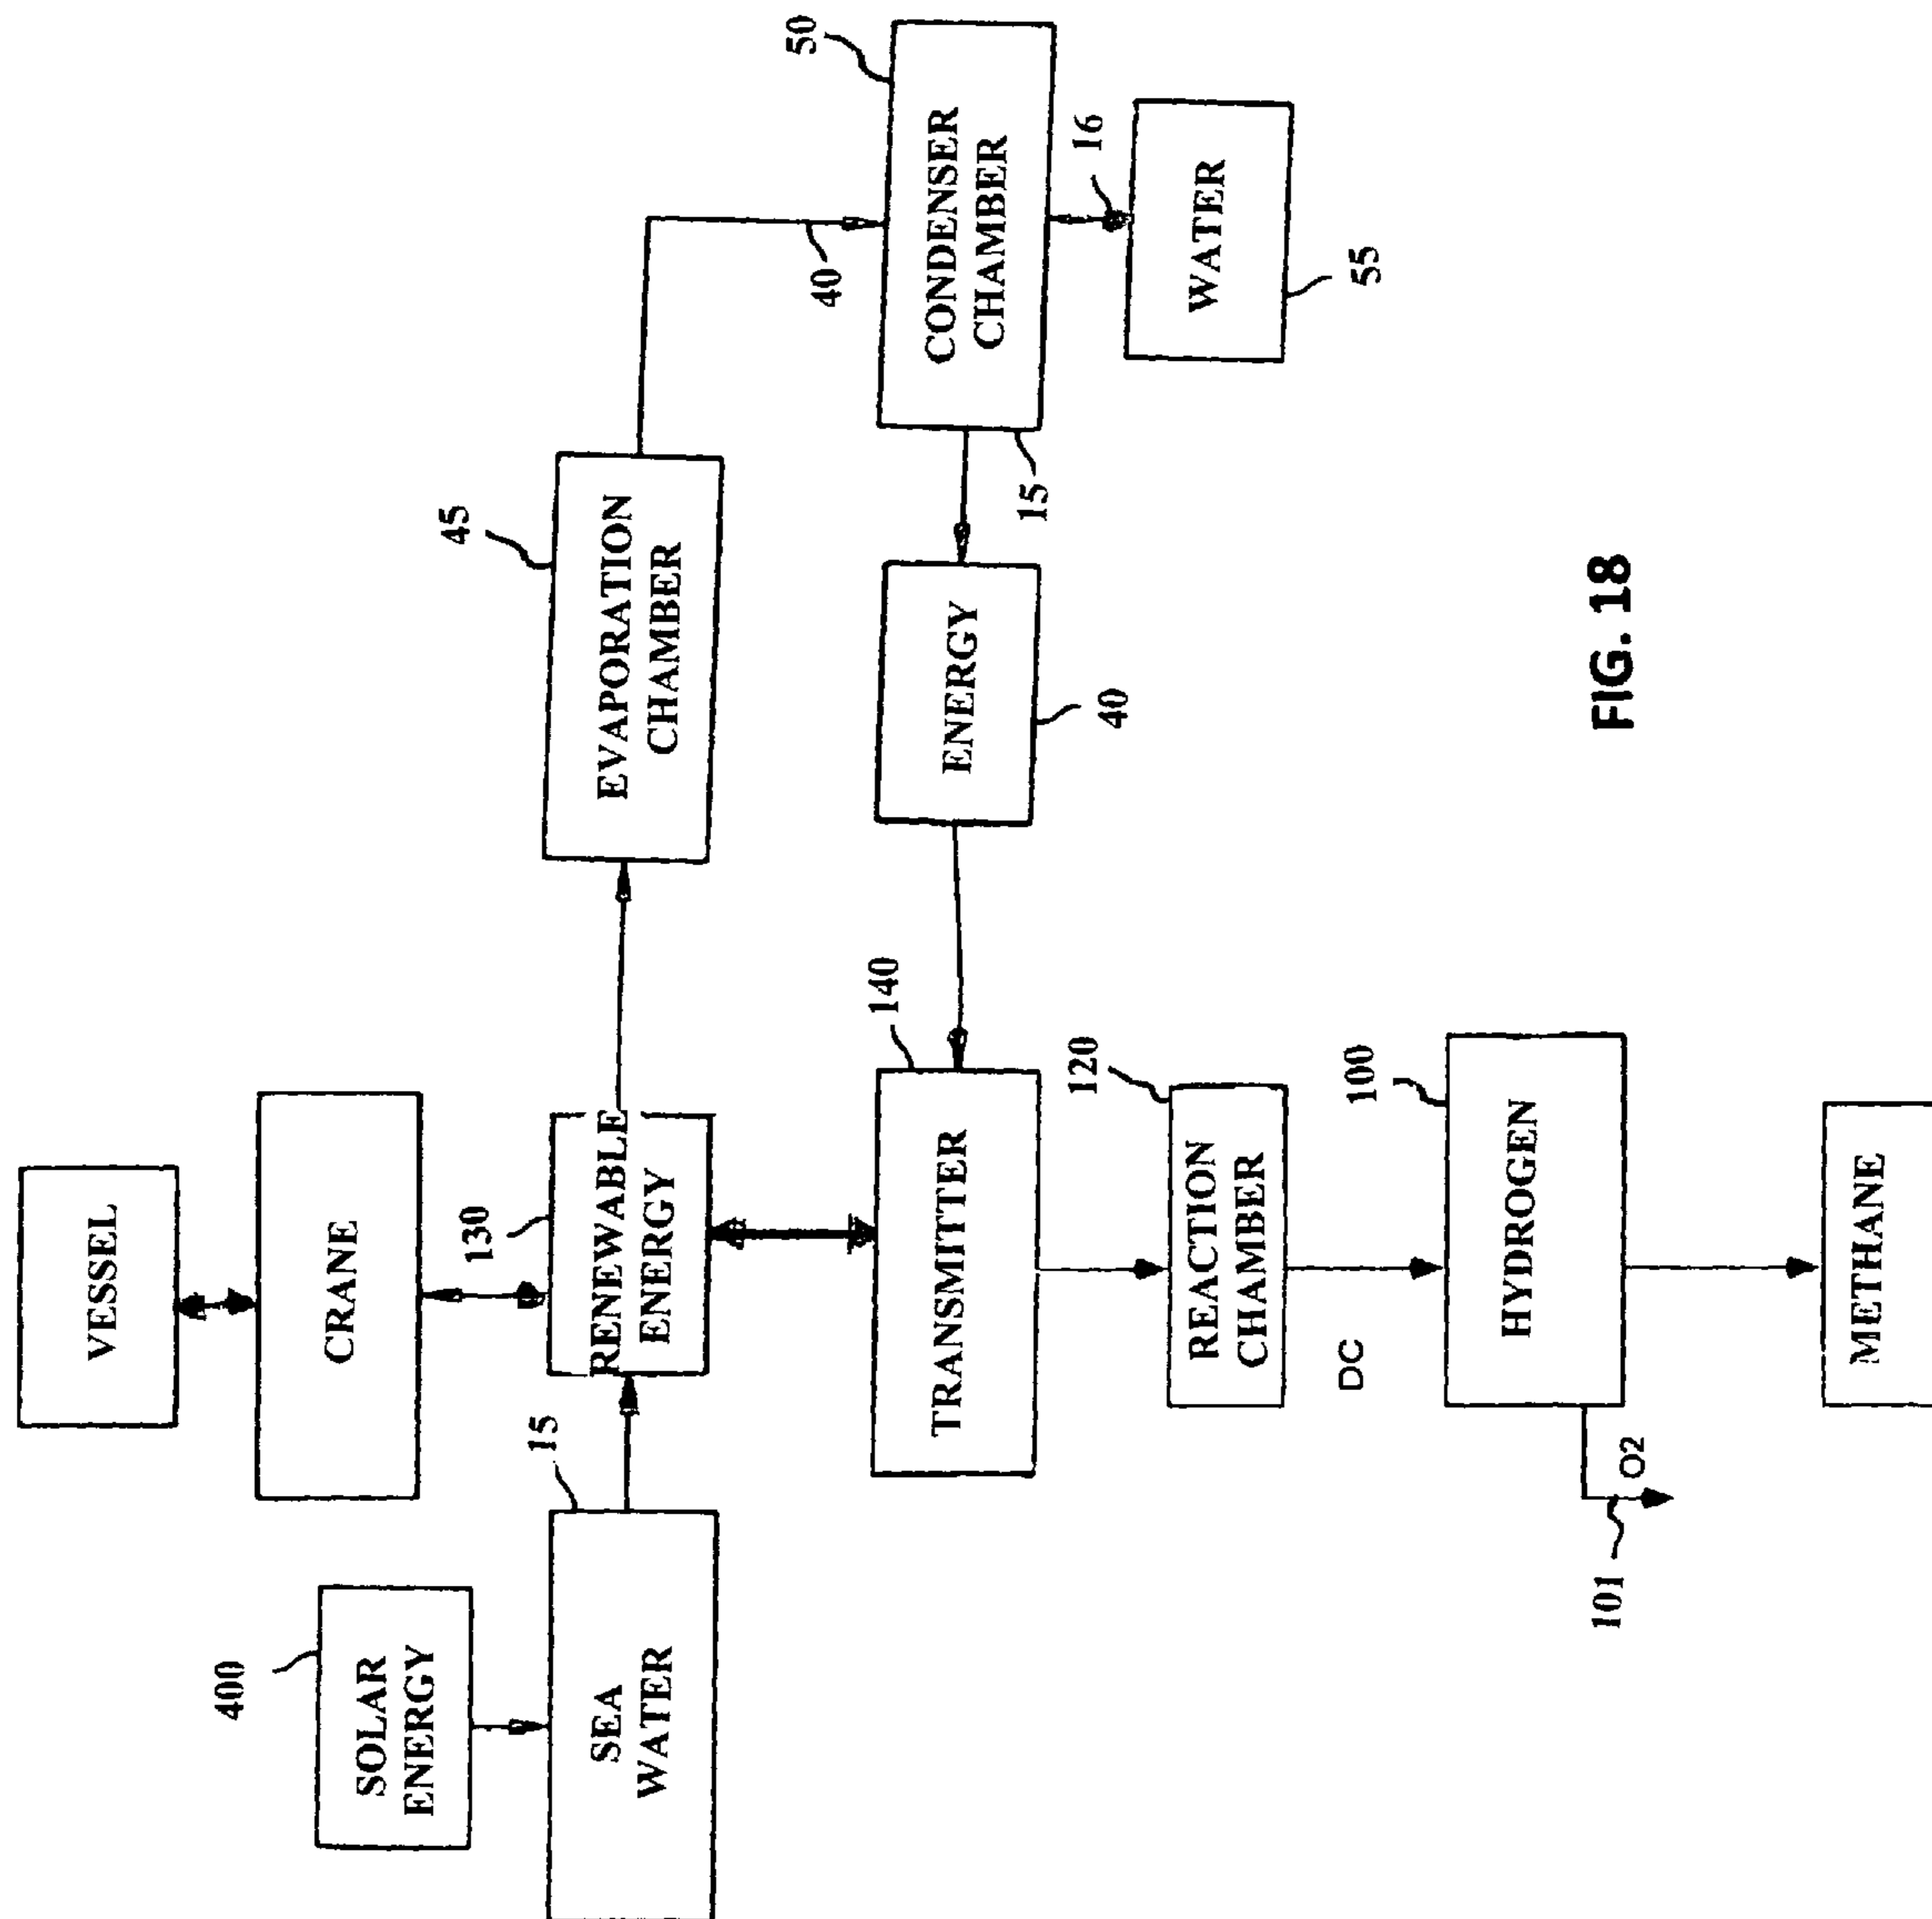 VESSEL
CRANE
130
RENEWABLE
ENERGY
400
SOLAR
ENERGY
15
SEA
WATER
45
EVAPORATION
CHAMBER
40
50
CONDENSER
CHAMBER
15
16
WATER
55
ENERGY
40
140
TRANSMITTER
120
REACTION
CHAMBER
DC
100
HYDROGEN
O2
101
METHANE
FIG. 18